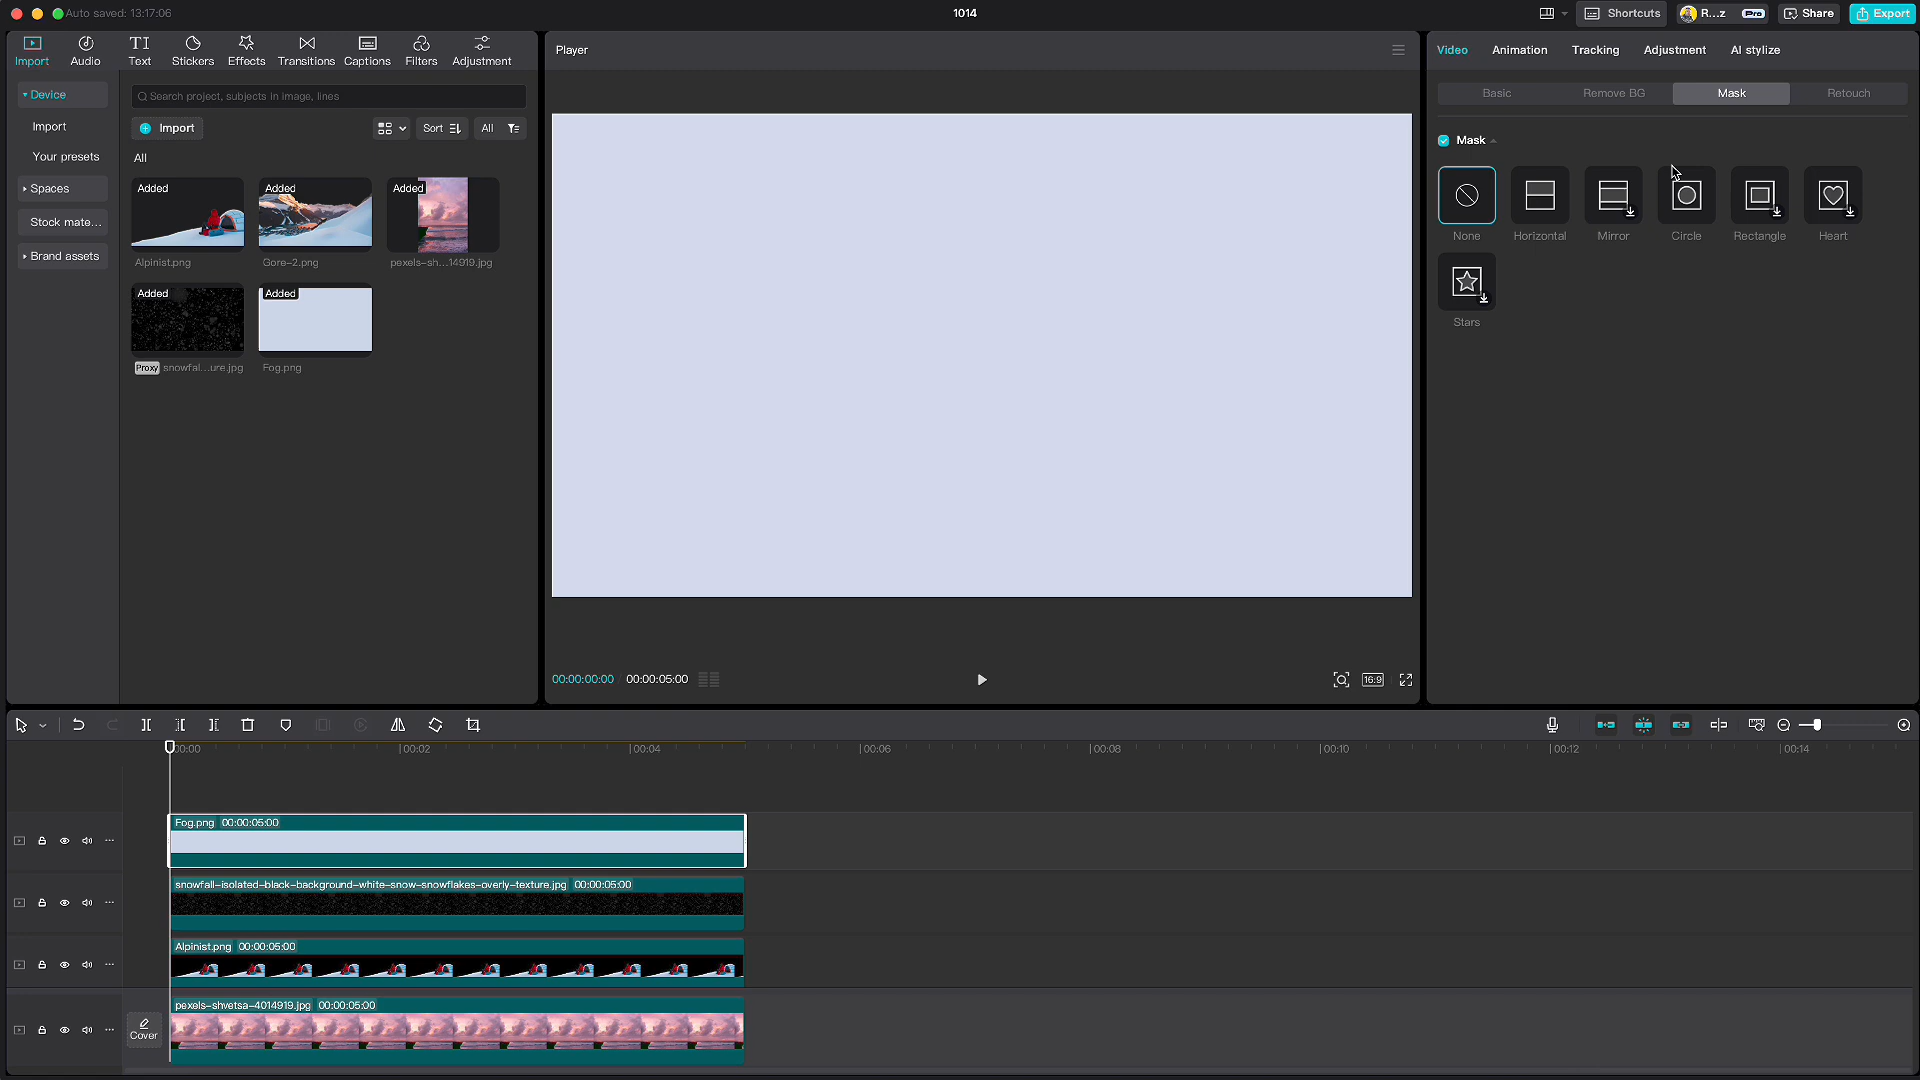 Auto saved: 13:17:06
1014
Shortcuts
R...z
Pro
Share
Export
Import
Audio
TI
Text
Stickers
Effects
Transitions
Captions
Filters
Adjustment
Player
Video
Animation
Tracking
Adjustment
AI stylize
Device
Import
Your presets
Spaces
Stock mate...
Brand assets
Search project, subjects in image, lines
Import
Sort
All
All
Added
Alpinist.png
Added
Gore-2.png
Added
pexels-sh...14919.jpg
Added
Proxy snowfal...ure.jpg
Added
Fog.png
Basic
Remove BG
Mask
Retouch
Mask
None
Horizontal
Mirror
Circle
Rectangle
Heart
Stars
00:00:00:00
00:00:05:00
16:9
00:00
00:02
00:04
00:06
00:08
00:10
00:12
00:14
Fog.png 00:00:05:00
snowfall-isolated-black-background-white-snow-snowflakes-overly-texture.jpg 00:00:05:00
Alpinist.png 00:00:05:00
pexels-shvetsa-4014919.jpg 00:00:05:00
Cover